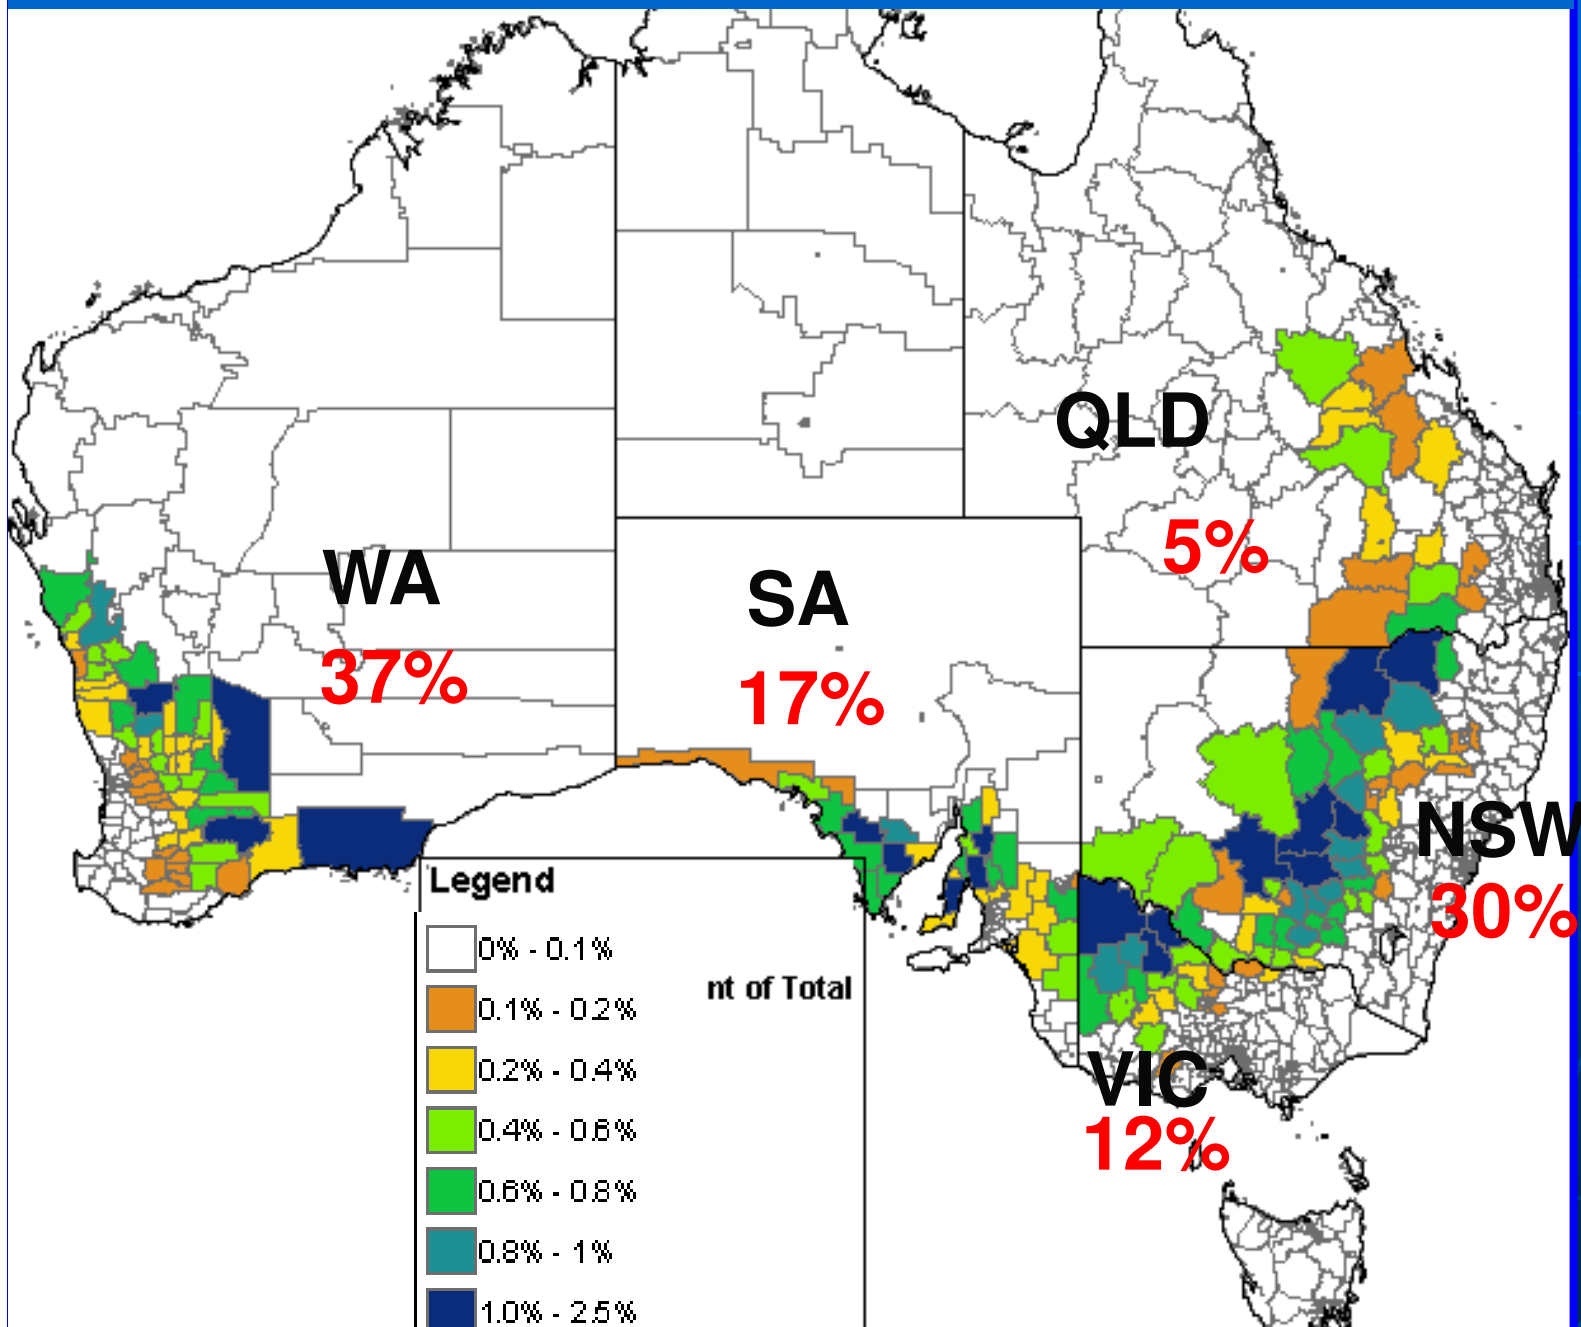 QLD
5%
WA
37%
SA
17%
NSW
30%
Legend
0% - 0.1%
nt of Total
0.1% - 0.2%
0.2% - 0.4%
0.4% - 0.6%
0.6% - 0.8%
0.8% - 1%
1.0% - 2.5%
VIC
12%